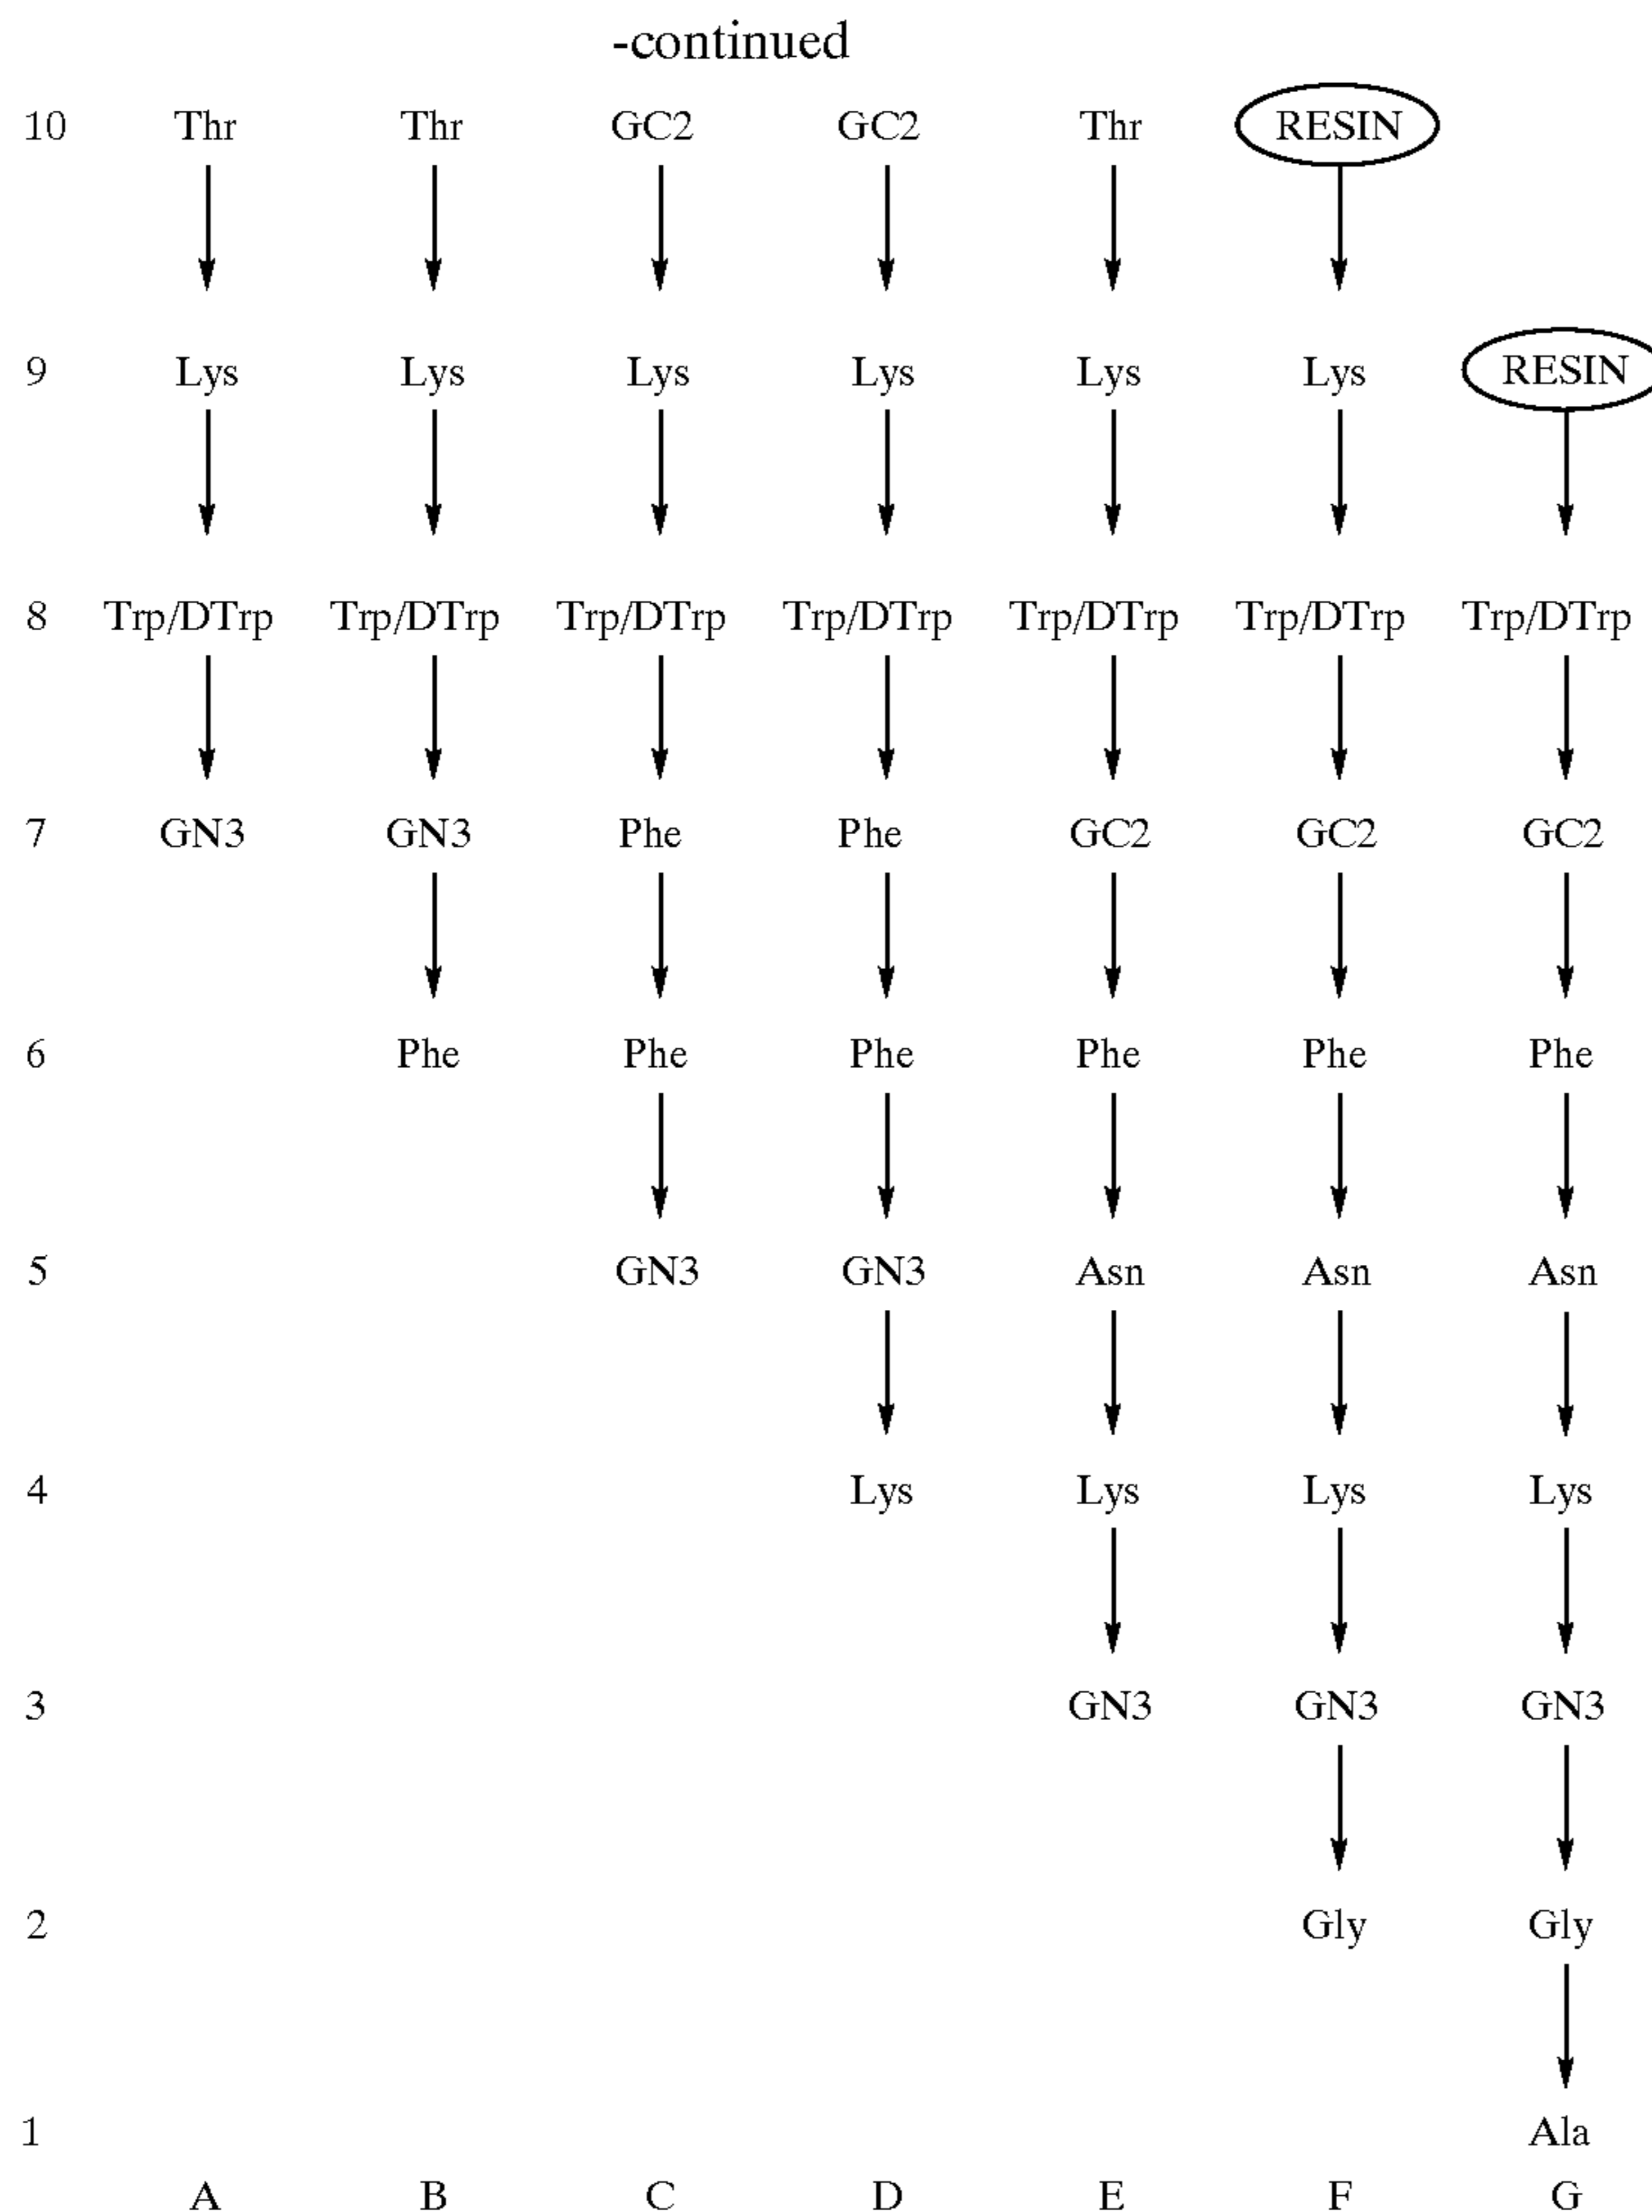 -continued
10 Thr Thr GC2 GC2 Thr RESIN
9 Lys Lys Lys Lys Lys Lys RESIN
8 Trp/DTrp Trp/DTrp Trp/DTrp Trp/DTrp Trp/DTrp Trp/DTrp Trp/DTrp
7 GN3 GN3 Phe Phe GC2 GC2 GC2
6 Phe Phe Phe Phe Phe Phe
5 GN3 GN3 Asn Asn Asn
4 Lys Lys Lys Lys
3 GN3 GN3 GN3
2 Gly Gly
1 Ala
A B C D E F G